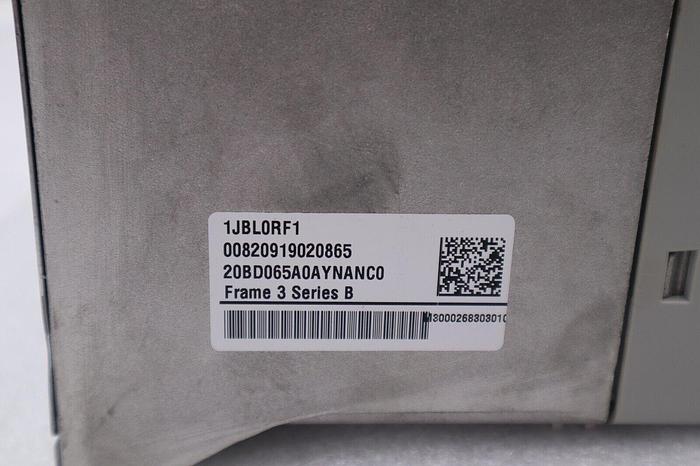 1JBL0RF1
00820919020865
20BD065A0AYNANC0
Frame 3 Series B
M3000268303010